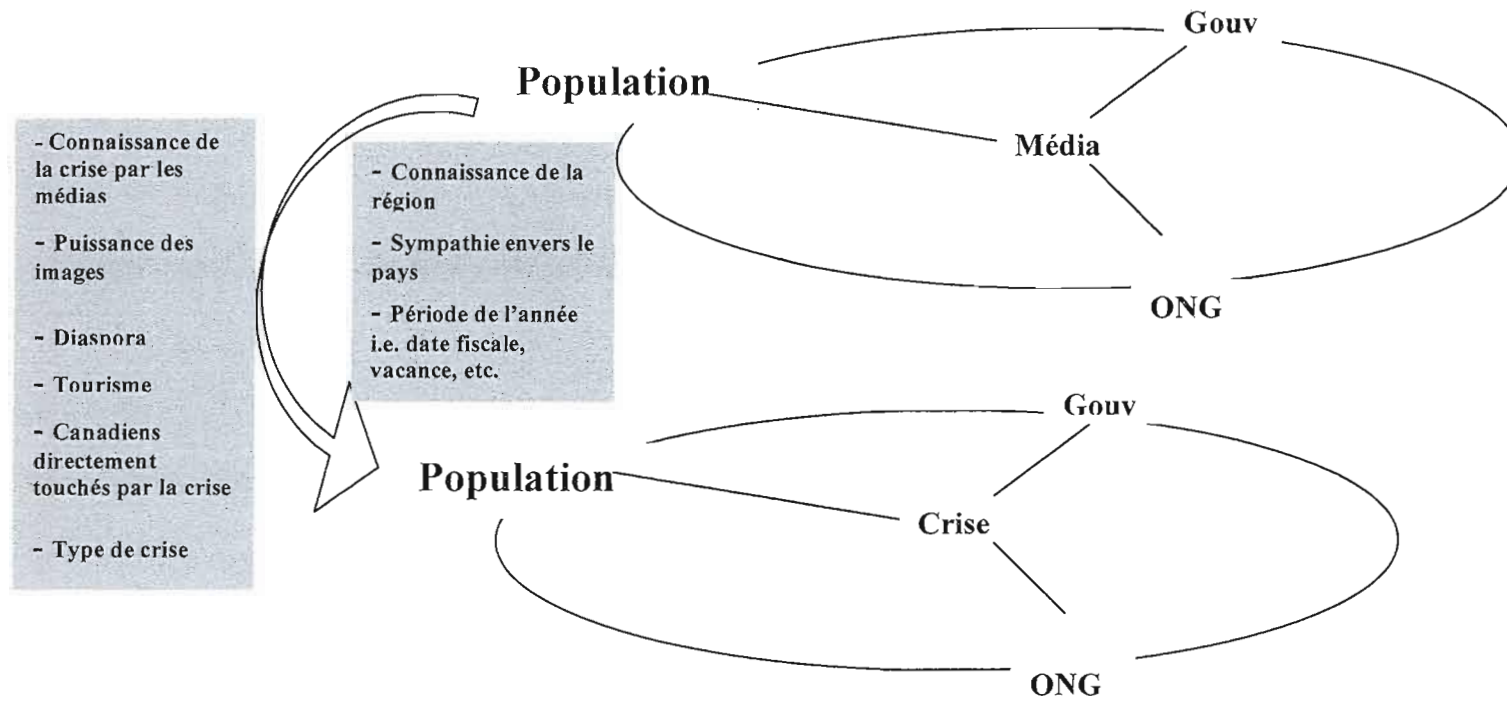 Gouv
Population
Média
ONG
- Connaissance de
la crise par les
médias
- Puissance des
images
- Diaspora
- Tourisme
- Canadiens
directement
touchés par la crise
- Type de crise
- Connaissance de la
région
- Sympathie envers le
pays
- Période de l'année
i.e. date fiscale,
vacance, etc.
Gouv
Population
Crise
ONG